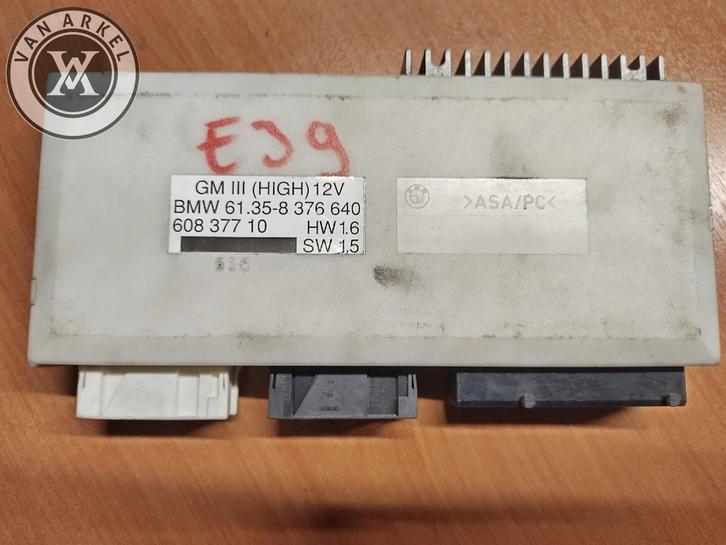 VAN ARKEL
VA
E39
GM III (HIGH) 12V
BMW 61.35-8 376 640
608 377 10 HW 1.6
SW 1.5
>ASA/PC<